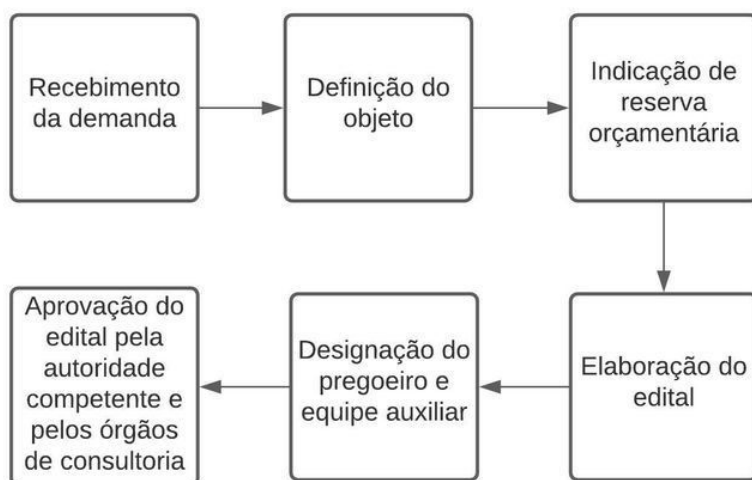 Recebimento
da demanda
Definição do
objeto
Indicação de
reserva
orçamentária
Elaboração do
edital
Designação do
pregoeiro e
equipe auxiliar
Aprovação do
edital pela
autoridade
competente e
pelos órgãos
de consultoria